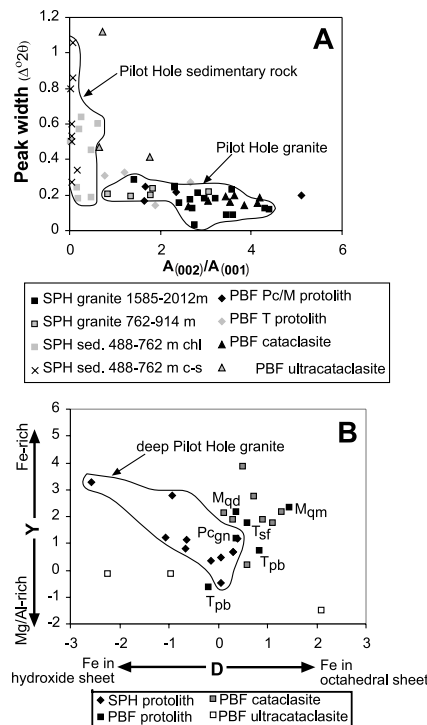 A
Pilot Hole sedimentary rock
Pilot Hole granite
Peak width (Δ°2θ)
1.2
1
0.8
0.6
0.4
0.2
0
0 2 4 6
A(002)/A(001)
SPH granite 1585-2012m
SPH granite 762-914 m
SPH sed. 488-762 m chl
SPH sed. 488-762 m c-s
PBF Pc/M protolith
PBF T protolith
PBF cataclasite
PBF ultracataclasite
B
deep Pilot Hole granite
Fe-rich
Y
Mg/Al-rich
6
5
4
3
2
1
0
-1
-2
Mqd
Mqm
Pcgn
Tsf
Tpb
Tpb
-3 -2 -1 0 1 2 3
Fe in hydroxide sheet
D
Fe in octahedral sheet
SPH protolith
PBF protolith
PBF cataclasite
PBF ultracataclasite